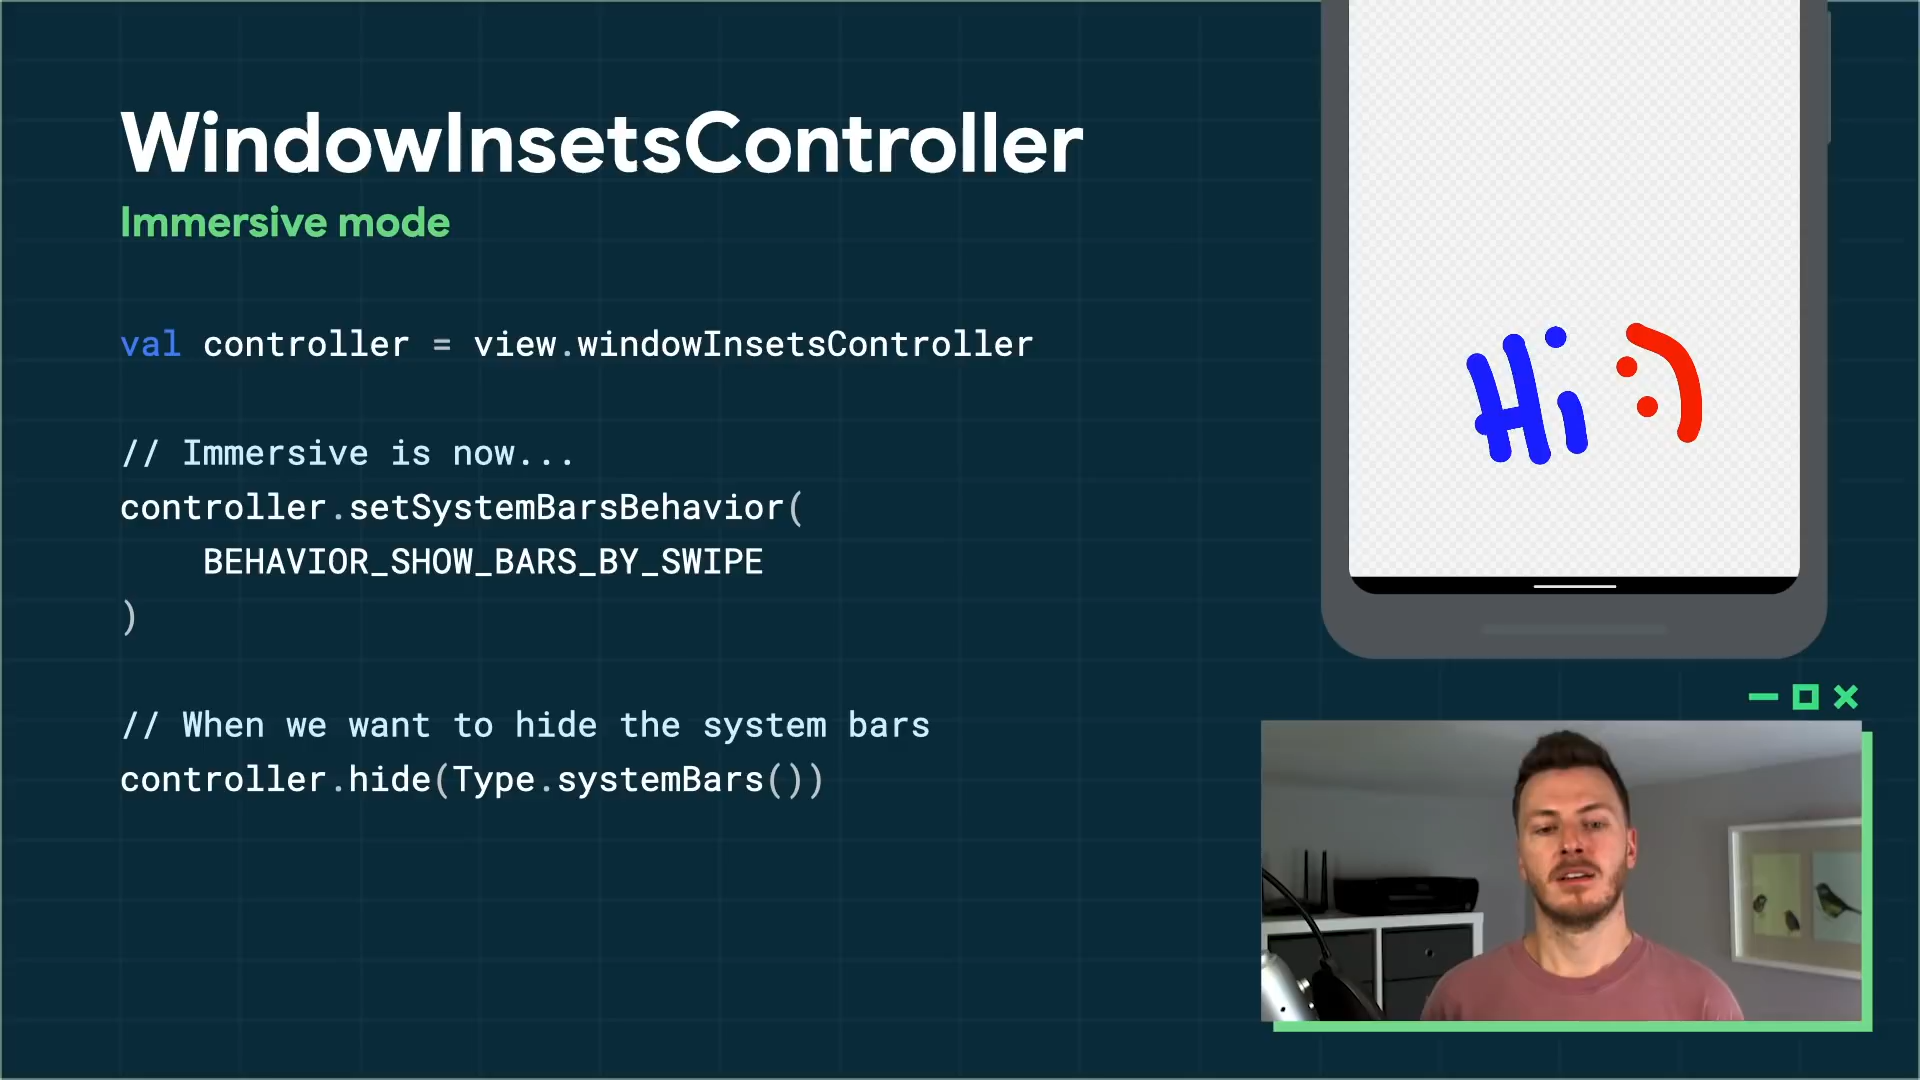 WindowInsetsController
Immersive mode
val controller = view.windowInsetsController
// Immersive is now...
controller.setSystemBarsBehavior(
BEHAVIOR_SHOW_BARS_BY_SWIPE
)
// When we want to hide the system bars
controller.hide(Type.systemBars())
Hi :)